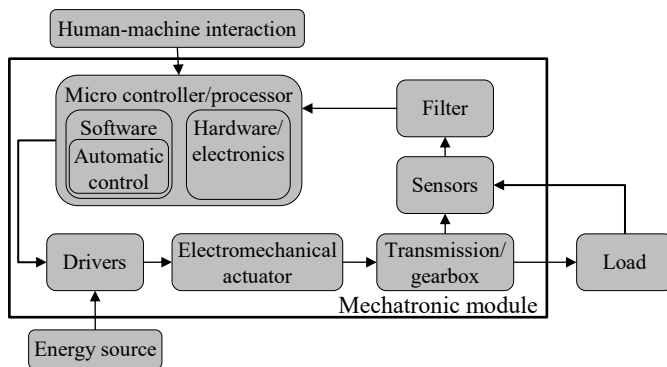 Human-machine interaction
Micro controller/processor
Software
Automatic
control
Hardware/
electronics
Filter
Sensors
Drivers
Electromechanical
actuator
Transmission/
gearbox
Load
Mechatronic module
Energy source